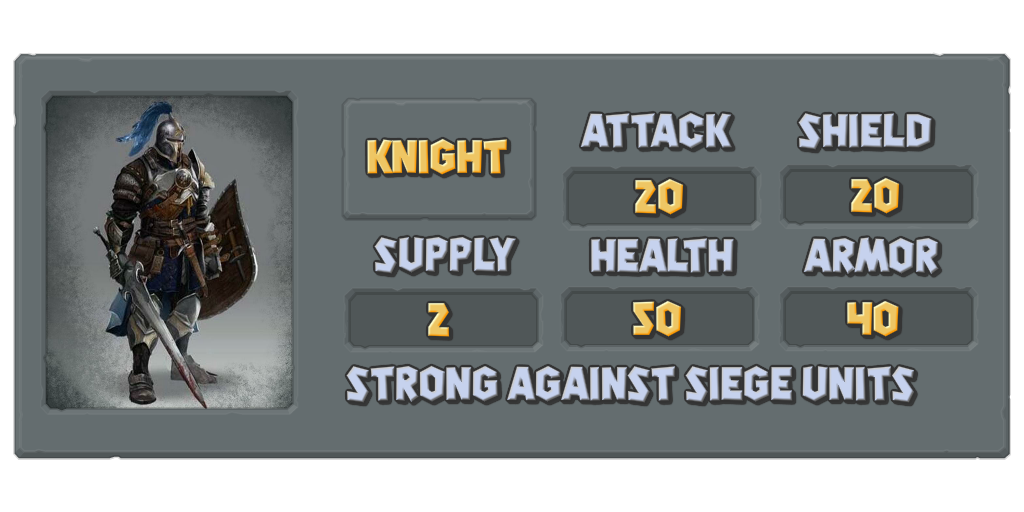 KNIGHT
ATTACK
20
SHIELD
20
SUPPLY
2
HEALTH
50
ARMOR
40
STRONG AGAINST SIEGE UNITS